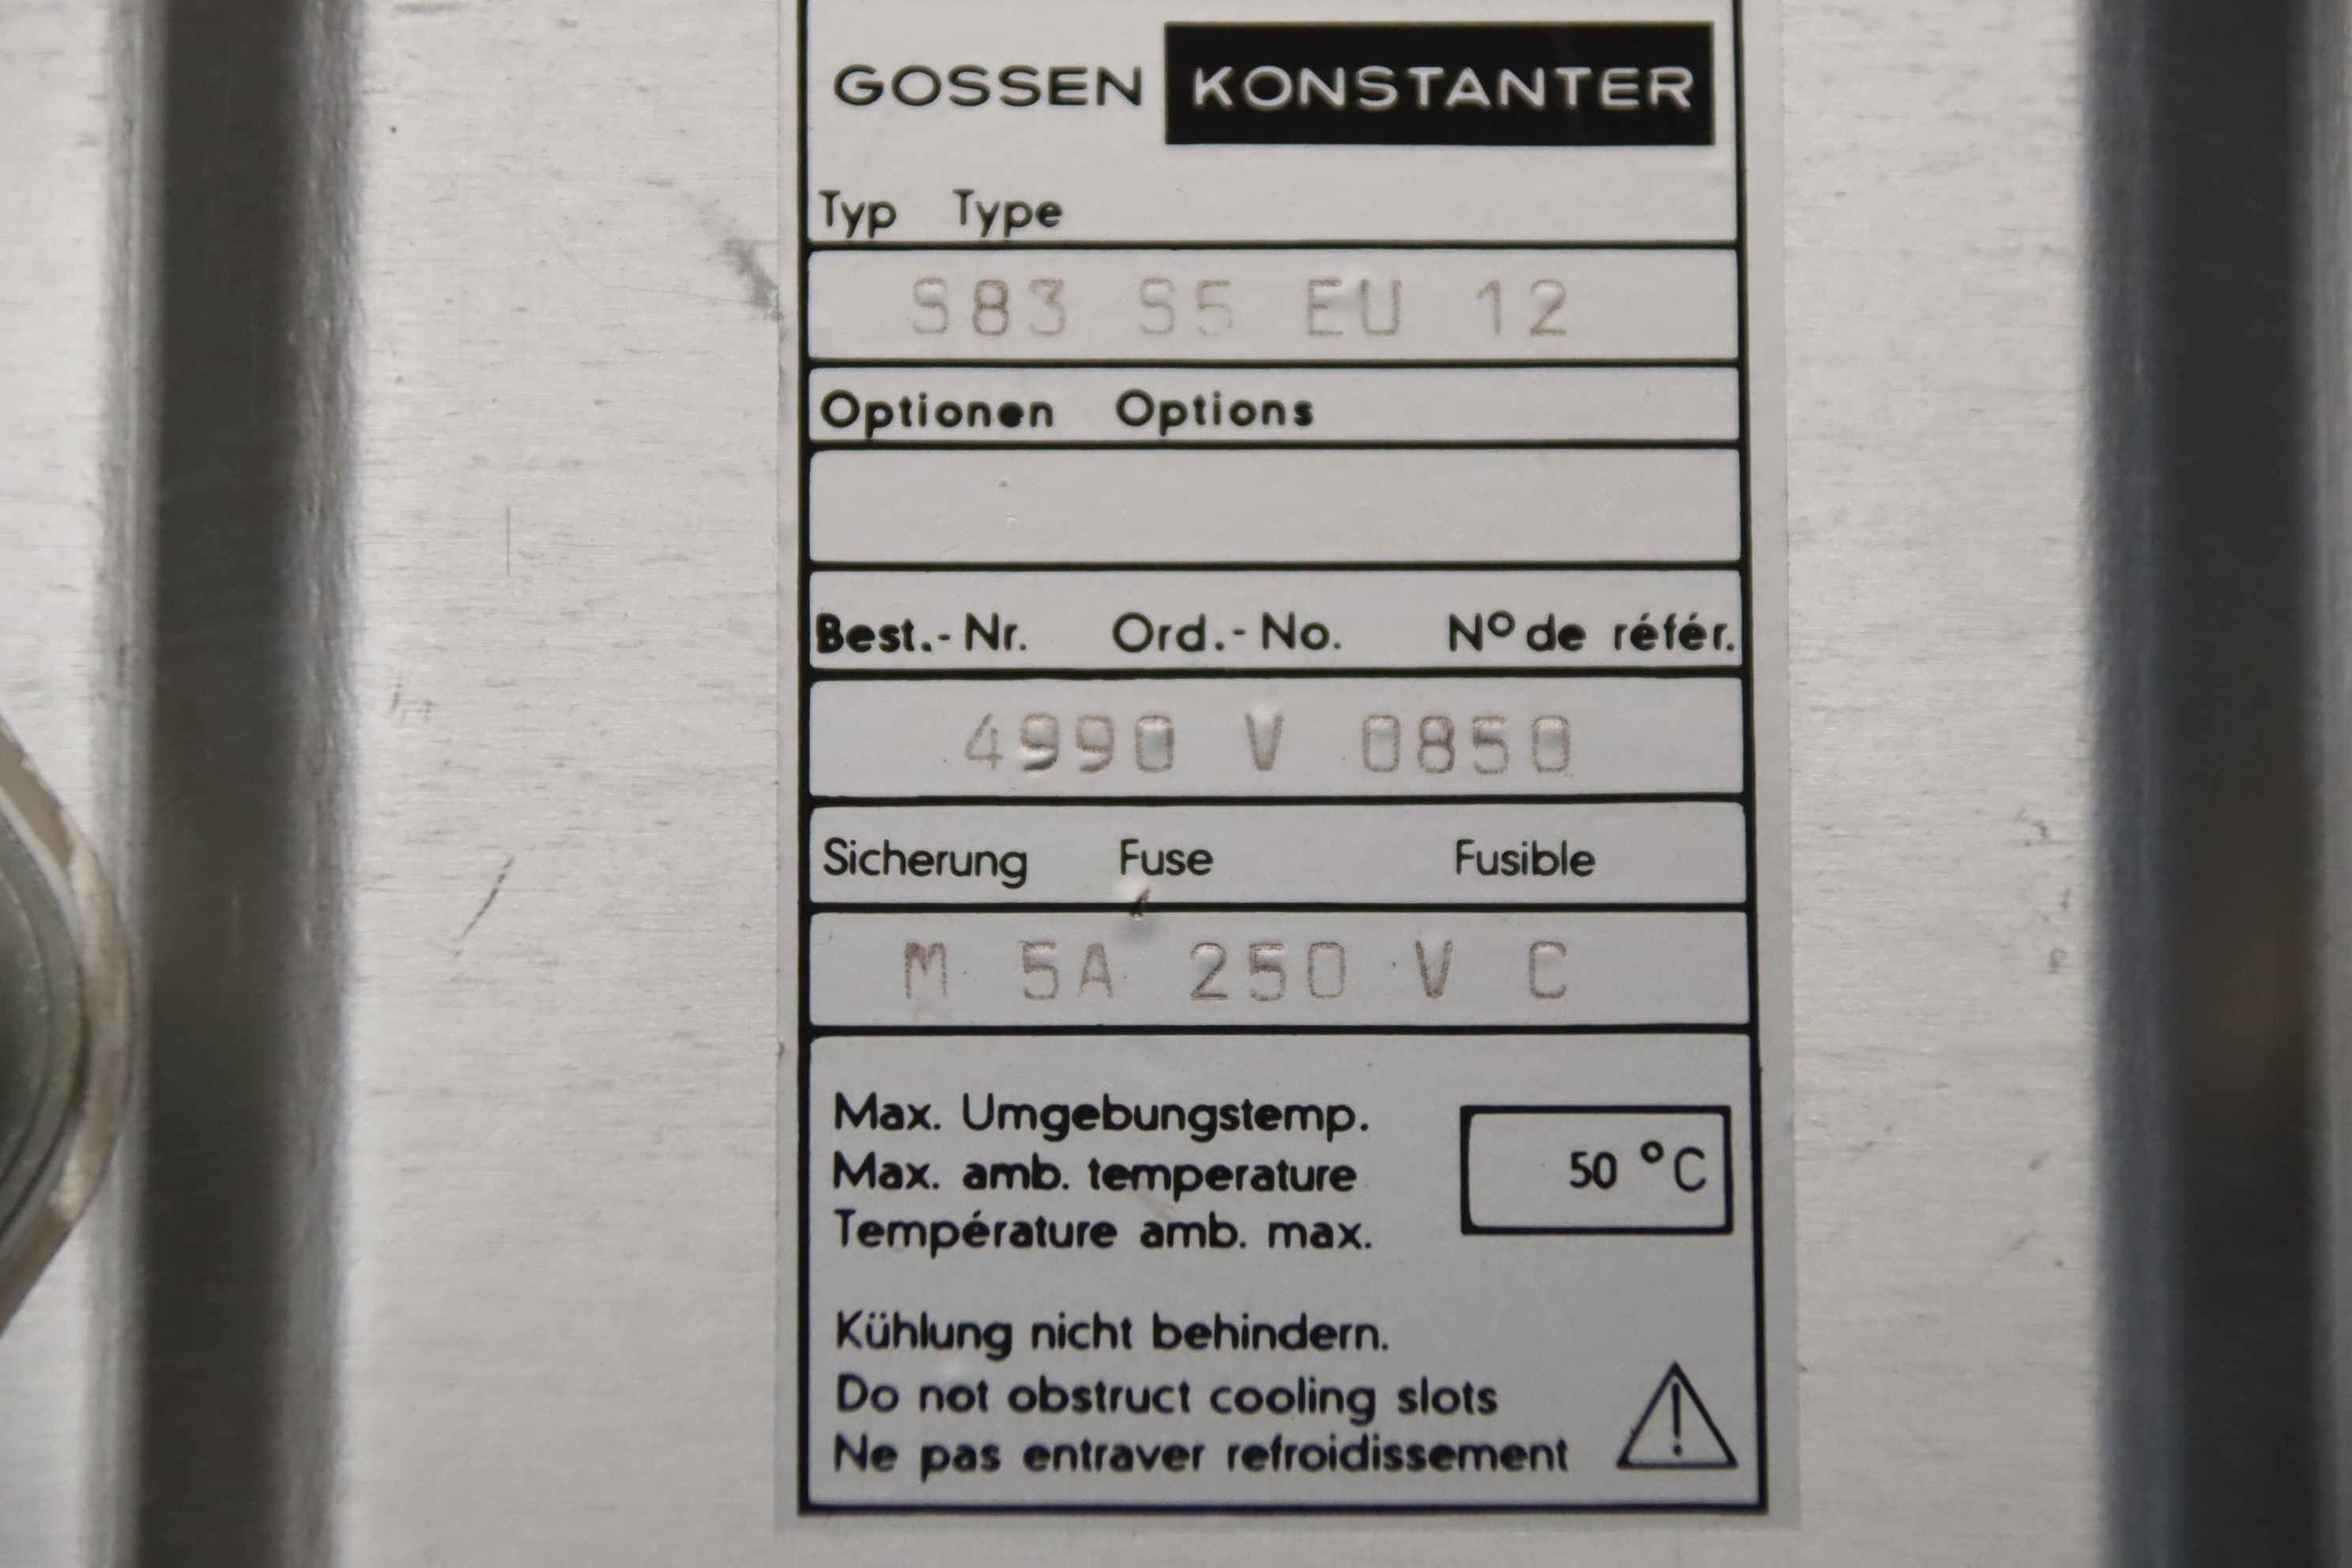 GOSSEN KONSTANTER
Typ Type
S83 S5 EU 12
Optionen Options
Best.-Nr. Ord.-No. Nº de référ.
4990 V 0850
Sicherung Fuse Fusible
M 5A 250 V C
Max. Umgebungstemp.
Max. amb. temperature
Température amb. max.
50 °C
Kühlung nicht behindern.
Do not obstruct cooling slots
Ne pas entraver refroidissement